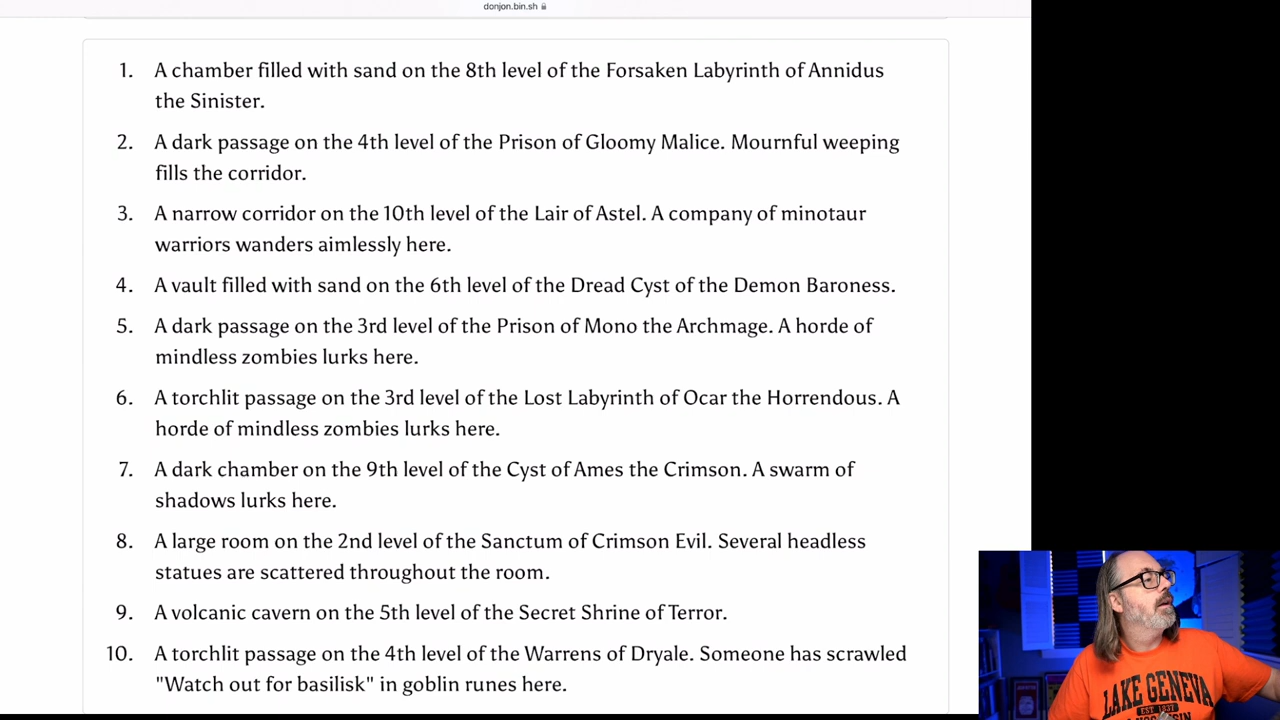 donjon.bin.sh
1. A chamber filled with sand on the 8th level of the Forsaken Labyrinth of Annidus
the Sinister.
2. A dark passage on the 4th level of the Prison of Gloomy Malice. Mournful weeping
fills the corridor.
3. A narrow corridor on the 10th level of the Lair of Astel. A company of minotaur
warriors wanders aimlessly here.
4. A vault filled with sand on the 6th level of the Dread Cyst of the Demon Baroness.
5. A dark passage on the 3rd level of the Prison of Mono the Archmage. A horde of
mindless zombies lurks here.
6. A torchlit passage on the 3rd level of the Lost Labyrinth of Ocar the Horrendous. A
horde of mindless zombies lurks here.
7. A dark chamber on the 9th level of the Cyst of Ames the Crimson. A swarm of
shadows lurks here.
8. A large room on the 2nd level of the Sanctum of Crimson Evil. Several headless
statues are scattered throughout the room.
9. A volcanic cavern on the 5th level of the Secret Shrine of Terror.
10. A torchlit passage on the 4th level of the Warrens of Dryale. Someone has scrawled
"Watch out for basilisk" in goblin runes here.
LAKE GENEVA